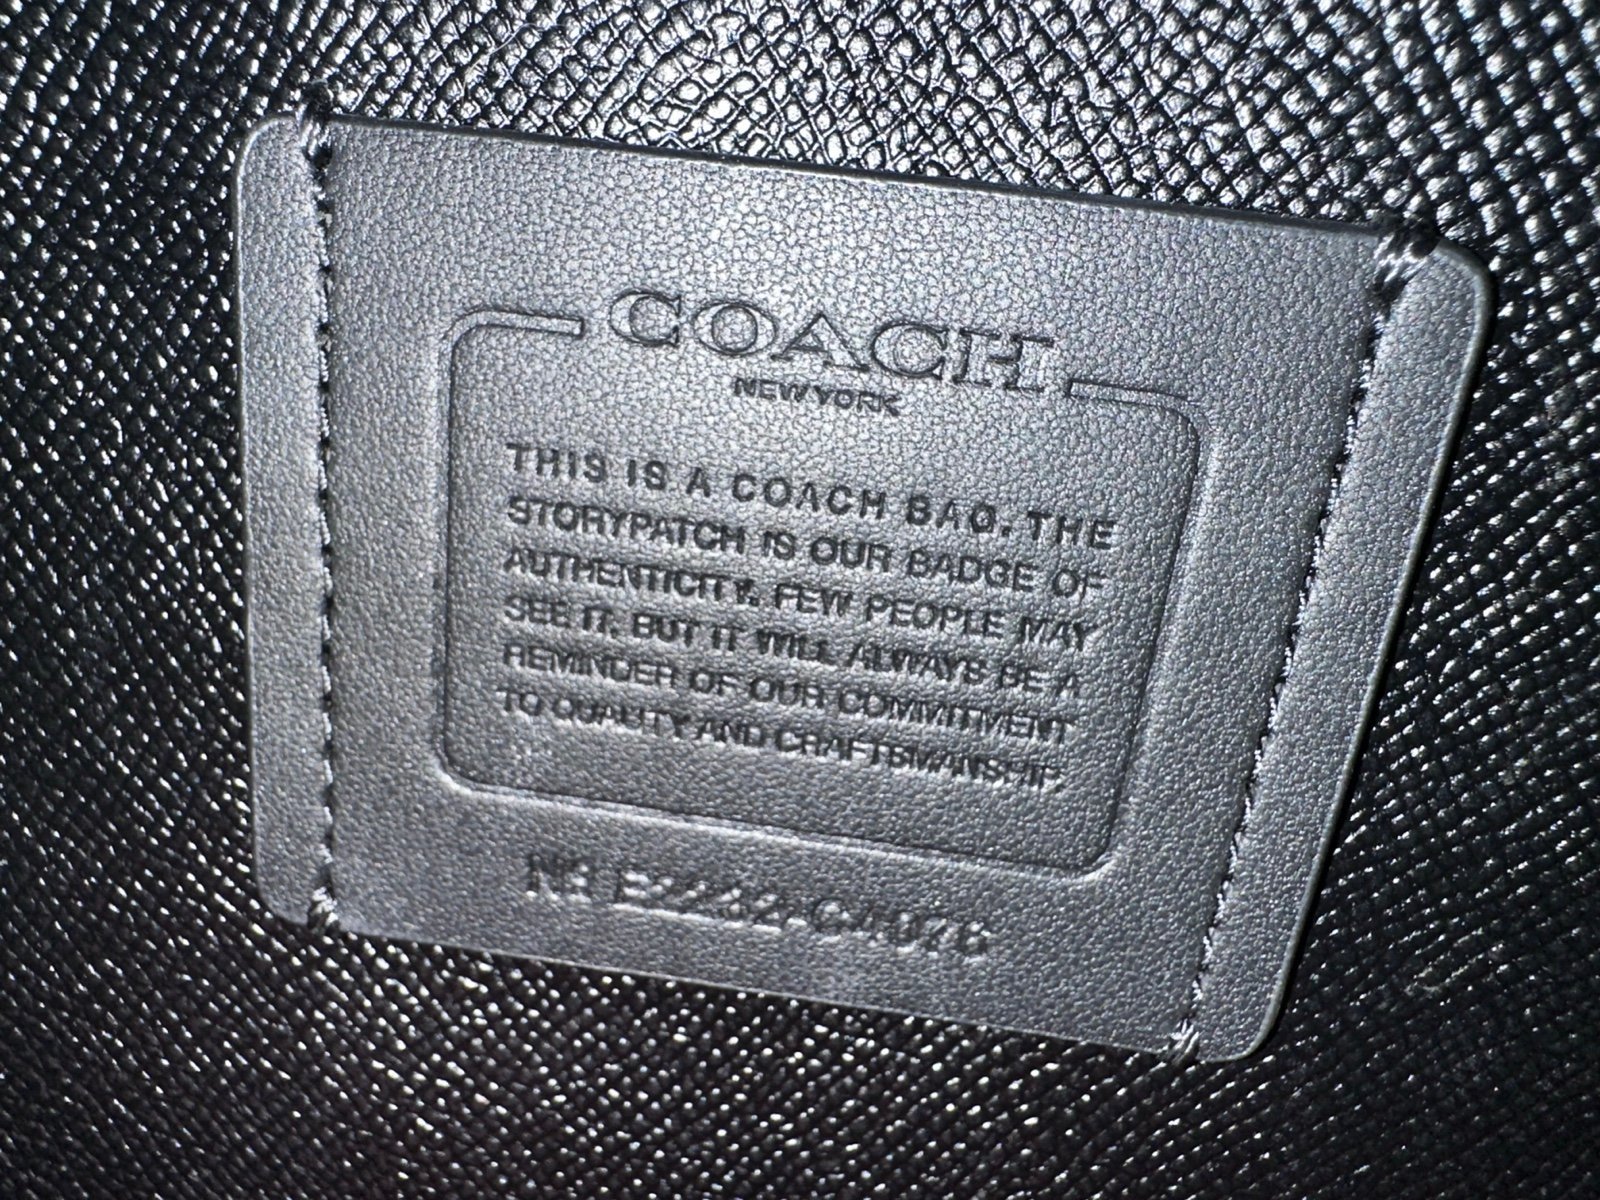 COACH
NEW YORK
THIS IS A COACH BAG. THE
STORYPATCH IS OUR BADGE OF
AUTHENTICITY. FEW PEOPLE MAY
SEE IT. BUT IT WILL ALWAYS BE A
REMINDER OF OUR COMMITMENT
TO QUALITY AND CRAFTSMANSHIP.